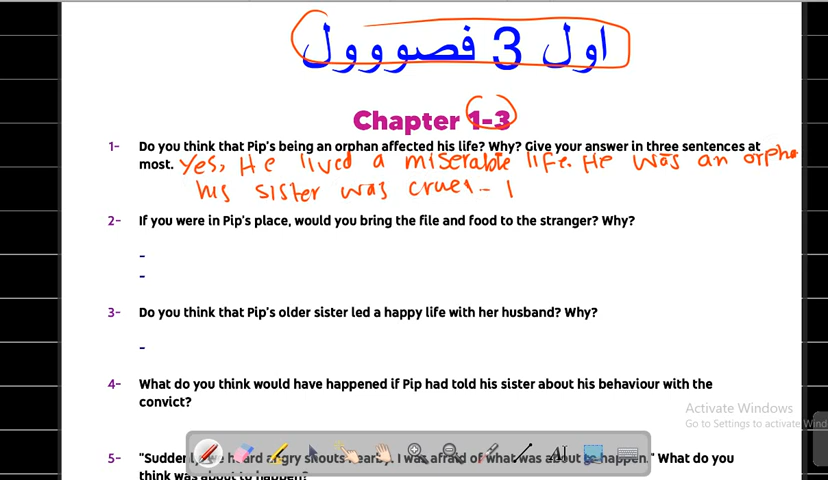 اول 3 فصووول
Chapter 1-3
1- Do you think that Pip's being an orphan affected his life? Why? Give your answer in three sentences at
most. Yes, He lived a miserable life. He was an orpha
his sister was cruel -
2- If you were in Pip's place, would you bring the file and food to the stranger? Why?
-
-
3- Do you think that Pip's older sister led a happy life with her husband? Why?
-
4- What do you think would have happened if Pip had told his sister about his behaviour with the
convict?
Activate Windows
Go to Settings to activate Wind
5- "Sudden heard angry shouts nearby. I was afraid of what was about to happen." What do you
think was about to happen?